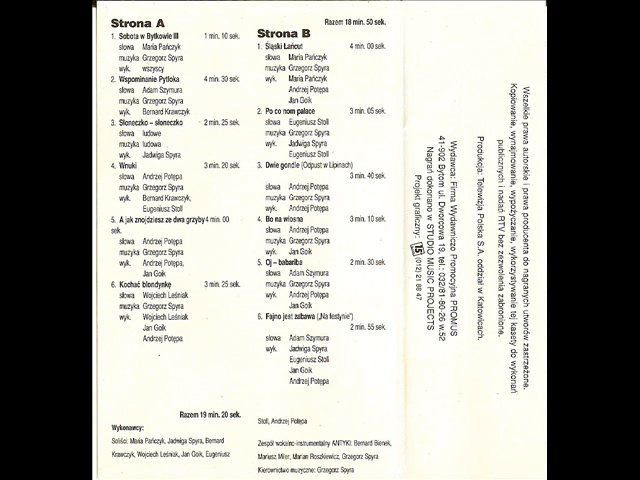 Strona A
1. Sobota w Bytkowie III 1 min. 10 sek.
słowa Maria Pańczyk
muzyka Grzegorz Spyra
wyk. wszyscy
2. Wspominanie Pytloka 4 min. 30 sek.
słowa Adam Szymura
muzyka Grzegorz Spyra
wyk. Bernard Krawczyk
3. Słoneczko – słoneczko 2 min. 25 sek.
słowa ludowe
muzyka ludowa
wyk. Jadwiga Spyra
4. Wnuki 3 min. 20 sek.
słowa Andrzej Potępa
muzyka Grzegorz Spyra
wyk. Bernard Krawczyk,
Eugeniusz Stoll
5. A jak znojdziesz ze dwa grzyby 4 min. 00
sek.
słowa Andrzej Potępa
muzyka Grzegorz Spyra
wyk. Andrzej Potępa,
Jan Goik
6. Kochać blondynkę 3 min. 25 sek.
słowa Wojciech Leśniak
muzyka Grzegorz Spyra
wyk. Wojciech Leśniak
Jan Goik
Andrzej Potępa
Razem 19 min. 20 sek.
Wykonawcy:
Soliści: Maria Pańczyk, Jadwiga Spyra, Bernard
Krawczyk, Wojciech Leśniak, Jan Goik, Eugeniusz
Razem 18 min. 50 sek.
Strona B
1. Śląski Łańcut 4 min. 00 sek.
słowa Maria Pańczyk
muzyka Grzegorz Spyra
wyk. Maria Pańczyk
Andrzej Potępa
Jan Goik
2. Po co nom pałace 3 min. 05 sek.
słowa Eugeniusz Stoll
muzyka Grzegorz Spyra
wyk. Jadwiga Spyra
Eugeniusz Stoll
3. Dwie gondle (Odpust w Lipinach)
3 min. 40 sek.
słowa Andrzej Potępa
muzyka Grzegorz Spyra
wyk. Andrzej Potępa
4. Bo na wiosna 3 min. 10 sek.
słowa Andrzej Potępa
muzyka Grzegorz Spyra
wyk. Jan Goik
5. Oj – babariba 2 min. 30 sek.
słowa Adam Szymura
muzyka Grzegorz Spyra
wyk. Andrzej Potępa
6. Fajno jest zabawa („Na festynie")
2 min. 55 sek.
słowa Adam Szymura
wyk. Jadwiga Spyra
Eugeniusz Stoll
Jan Goik
Andrzej Potępa
Stoll, Andrzej Potępa
Zespół wokalno-instrumentalny ANTYKI: Bernard Bienek,
Mariusz Miler, Marian Roszkiewicz, Grzegorz Spyra
Kierownictwo muzyczne: Grzegorz Spyra
Wszelkie prawa autorskie i prawa producenta do nagranych utworów zastrzeżone.
Kopiowanie, wynajmowanie, wypożyczanie, wykorzystywanie tej kasety do wykonań
publicznych i nadań RTV bez zezwolenia zabronione.
Produkcja: Telewizja Polska S.A. oddział w Katowicach.
Wydawca: Firma Wydawniczo Promocyjna PROMUS
41-902 Bytom ul. Dworcowa 19, tel.: 032/81-80-26 w.52
Nagrań dokonano w STUDIO MUSIC PROJECTS
Projekt graficzny: (012) 21 88 47